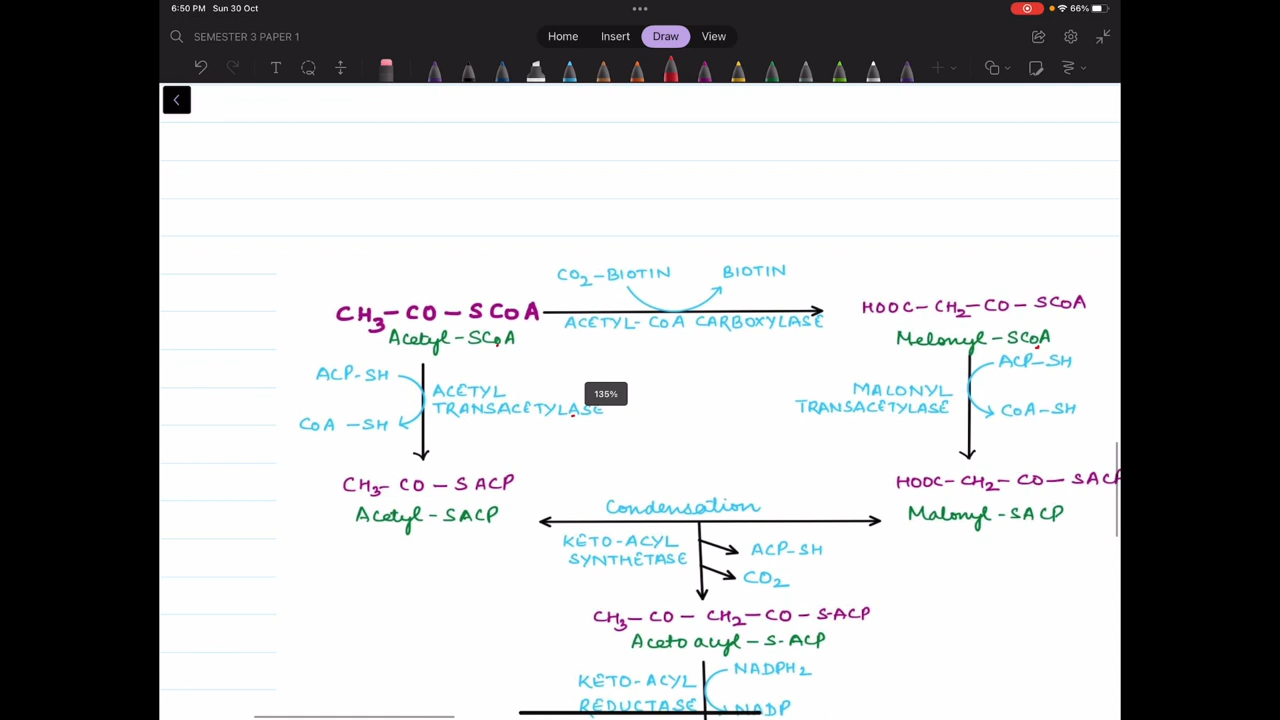 6:50 PM Sun 30 Oct
66%
SEMESTER 3 PAPER 1
Home Insert Draw View
T
CO2-BIOTIN BIOTIN
CH3-CO-SCoA HOOC-CH2-CO-SCoA
ACETYL-CoA CARBOXYLASE
Acetyl-SCoA Melonyl-SCoA
ACP-SH ACP-SH
ACETYL MALONYL
135%
TRANSACETYLASE TRANSACETYLASE
CoA-SH CoA-SH
CH3-CO-SACP HOOC-CH2-CO-SACP
Acetyl-SACP Malonyl-SACP
Condensation
KETO-ACYL
SYNTHETASE
ACP-SH
CO2
CH3-CO-CH2-CO-S-ACP
Aceto acyl-S-ACP
NADPH2
KETO-ACYL
REDUCTASE
NADP